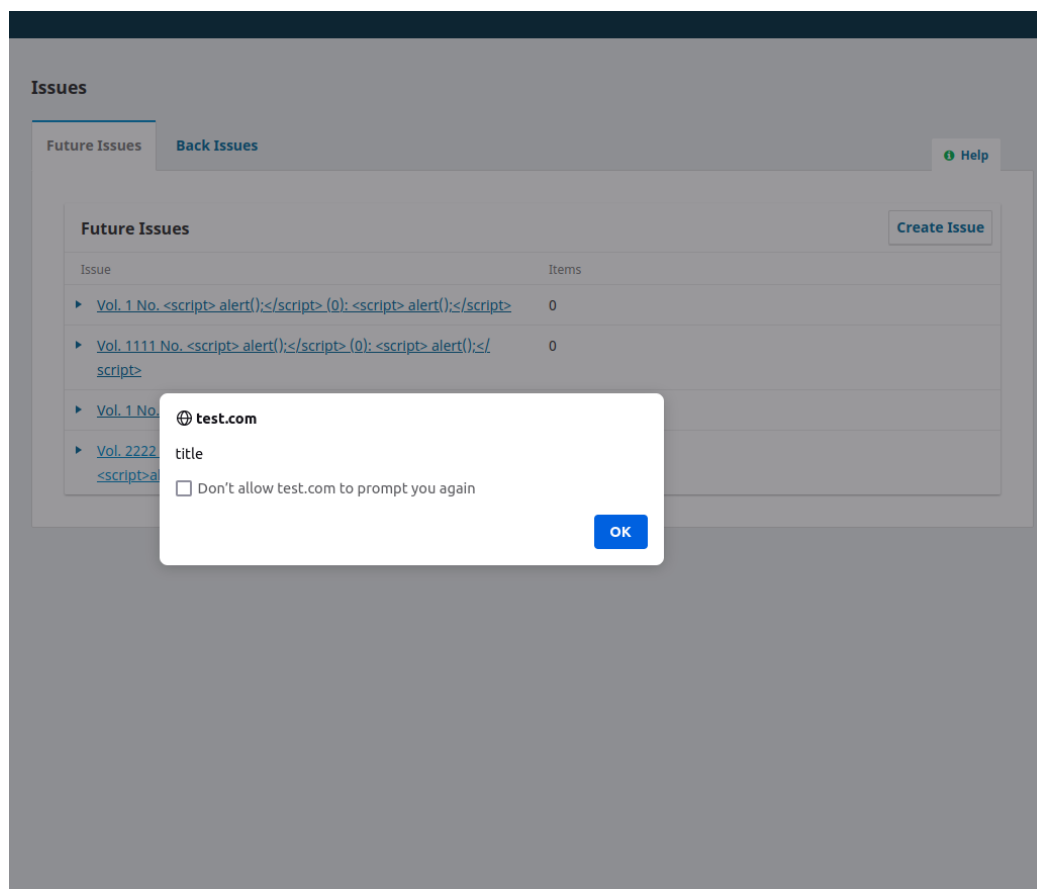 Issues
Future Issues
Back Issues
Help
Future Issues
Create Issue
Issue
Items
Vol. 1 No. <script> alert();</script> (0): <script> alert();</script>
0
Vol. 1111 No. <script> alert();</script> (0): <script> alert();</
script>
0
Vol. 1 No.
Vol. 2222
<script>al
test.com
title
Don't allow test.com to prompt you again
OK